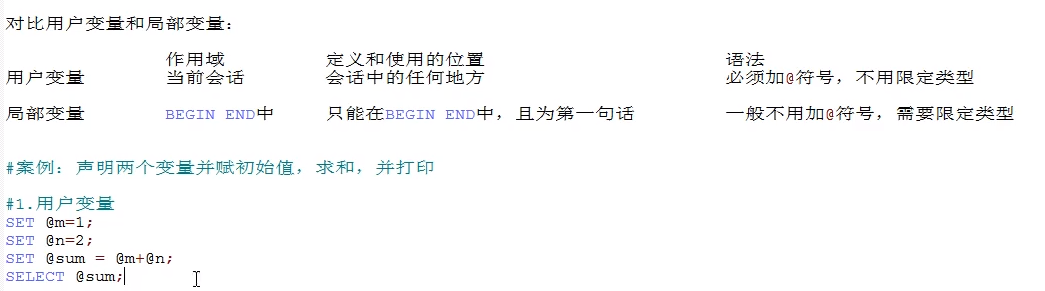 对比用户变量和局部变量：
作用域 定义和使用的位置 语法
用户变量 当前会话 会话中的任何地方 必须加@符号，不用限定类型
局部变量 BEGIN END中 只能在BEGIN END中，且为第一句话 一般不用加@符号，需要限定类型
#案例：声明两个变量并赋初始值，求和，并打印
#1.用户变量
SET @m=1;
SET @n=2;
SET @sum = @m+@n;
SELECT @sum;